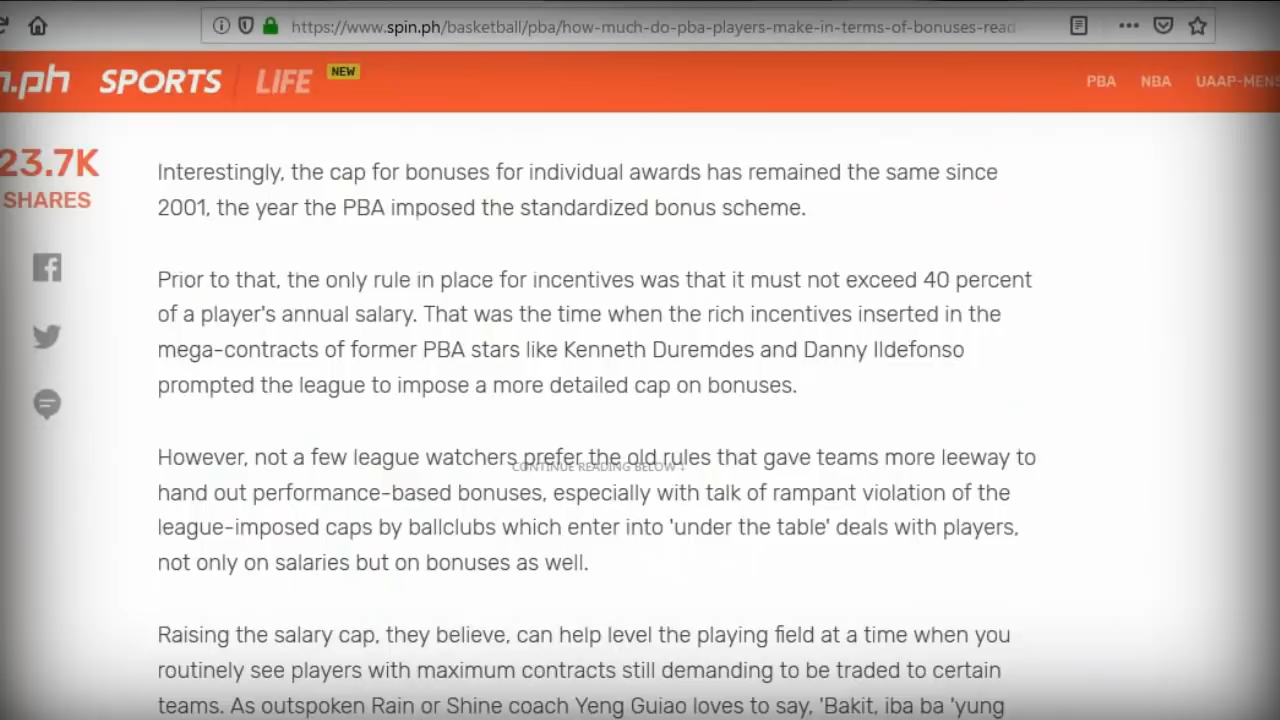 https://www.spin.ph/basketball/pba/how-much-do-pba-players-make-in-terms-of-bonuses-read
n.ph SPORTS LIFE NEW
PBA NBA UAAP-MENS
23.7K
SHARES
Interestingly, the cap for bonuses for individual awards has remained the same since
2001, the year the PBA imposed the standardized bonus scheme.
Prior to that, the only rule in place for incentives was that it must not exceed 40 percent
of a player's annual salary. That was the time when the rich incentives inserted in the
mega-contracts of former PBA stars like Kenneth Duremdes and Danny Ildefonso
prompted the league to impose a more detailed cap on bonuses.
However, not a few league watchers prefer the old rules that gave teams more leeway to
CONTINUE READING BELOW ↓
hand out performance-based bonuses, especially with talk of rampant violation of the
league-imposed caps by ballclubs which enter into 'under the table' deals with players,
not only on salaries but on bonuses as well.
Raising the salary cap, they believe, can help level the playing field at a time when you
routinely see players with maximum contracts still demanding to be traded to certain
teams. As outspoken Rain or Shine coach Yeng Guiao loves to say, 'Bakit, iba ba 'yung